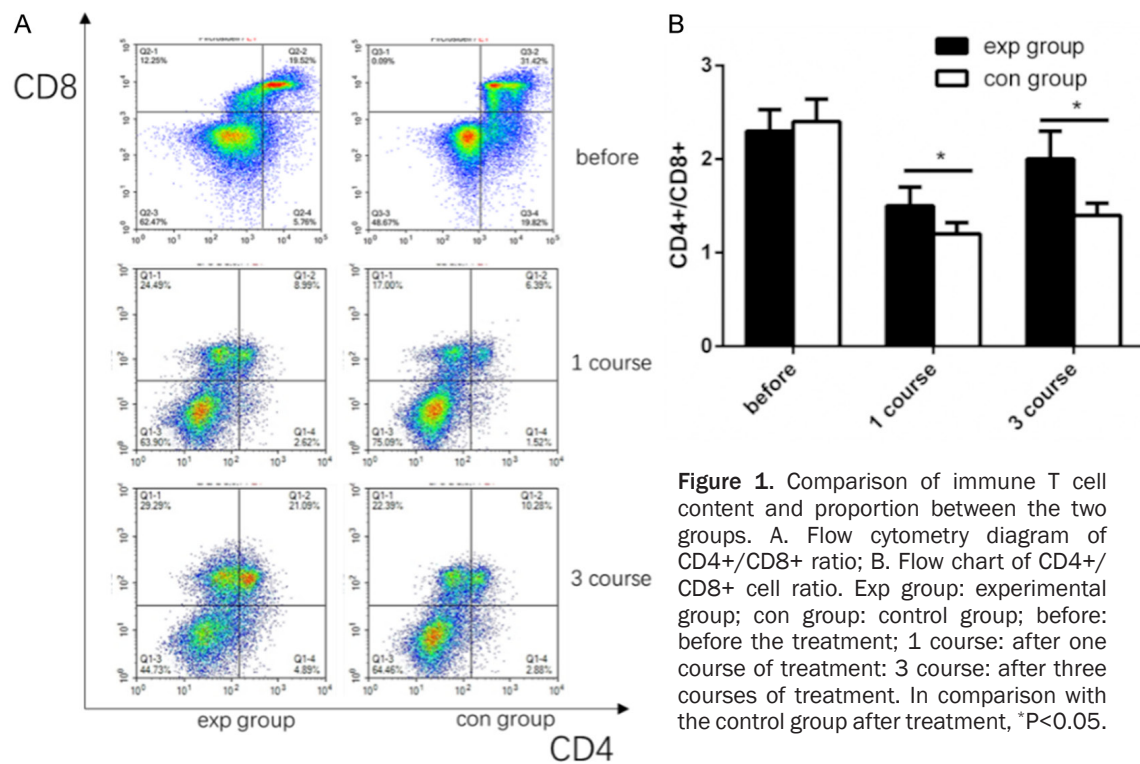 A
CD8
Q2-1
12.25%
Q2-2
19.52%
Q2-3
62.47%
Q2-4
5.76%
Q3-1
0.09%
Q3-2
31.42%
Q3-3
48.67%
Q3-4
19.82%
before
Q1-1
24.49%
Q1-2
8.99%
Q1-3
63.90%
Q1-4
2.62%
Q1-1
17.00%
Q1-2
6.39%
Q1-3
75.09%
Q1-4
1.52%
1 course
Q1-1
29.29%
Q1-2
21.09%
Q1-3
44.73%
Q1-4
4.89%
Q1-1
22.39%
Q1-2
10.28%
Q1-3
64.46%
Q1-4
2.88%
3 course
exp group
con group
CD4
B
exp group
con group
CD4+/CD8+
3
2
1
0
*
*
before
1 course
3 course
Figure 1. Comparison of immune T cell
content and proportion between the two
groups. A. Flow cytometry diagram of
CD4+/CD8+ ratio; B. Flow chart of CD4+/
CD8+ cell ratio. Exp group: experimental
group; con group: control group; before:
before the treatment; 1 course: after one
course of treatment: 3 course: after three
courses of treatment. In comparison with
the control group after treatment, *P<0.05.